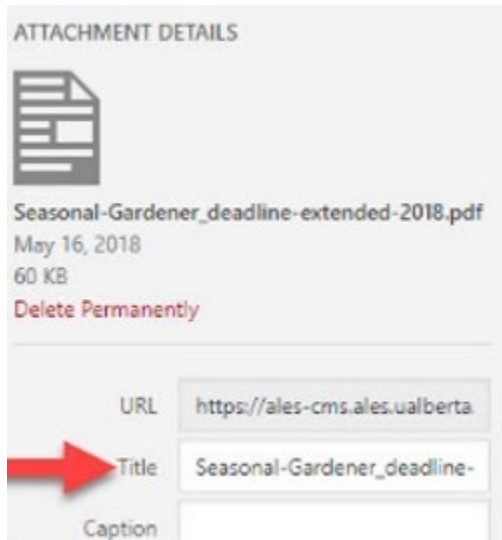 ATTACHMENT DETAILS
Seasonal-Gardener_deadline-extended-2018.pdf
May 16, 2018
60 KB
Delete Permanently
URL https://ales-cms.ales.ualberta.
Title Seasonal-Gardener_deadline-
Caption